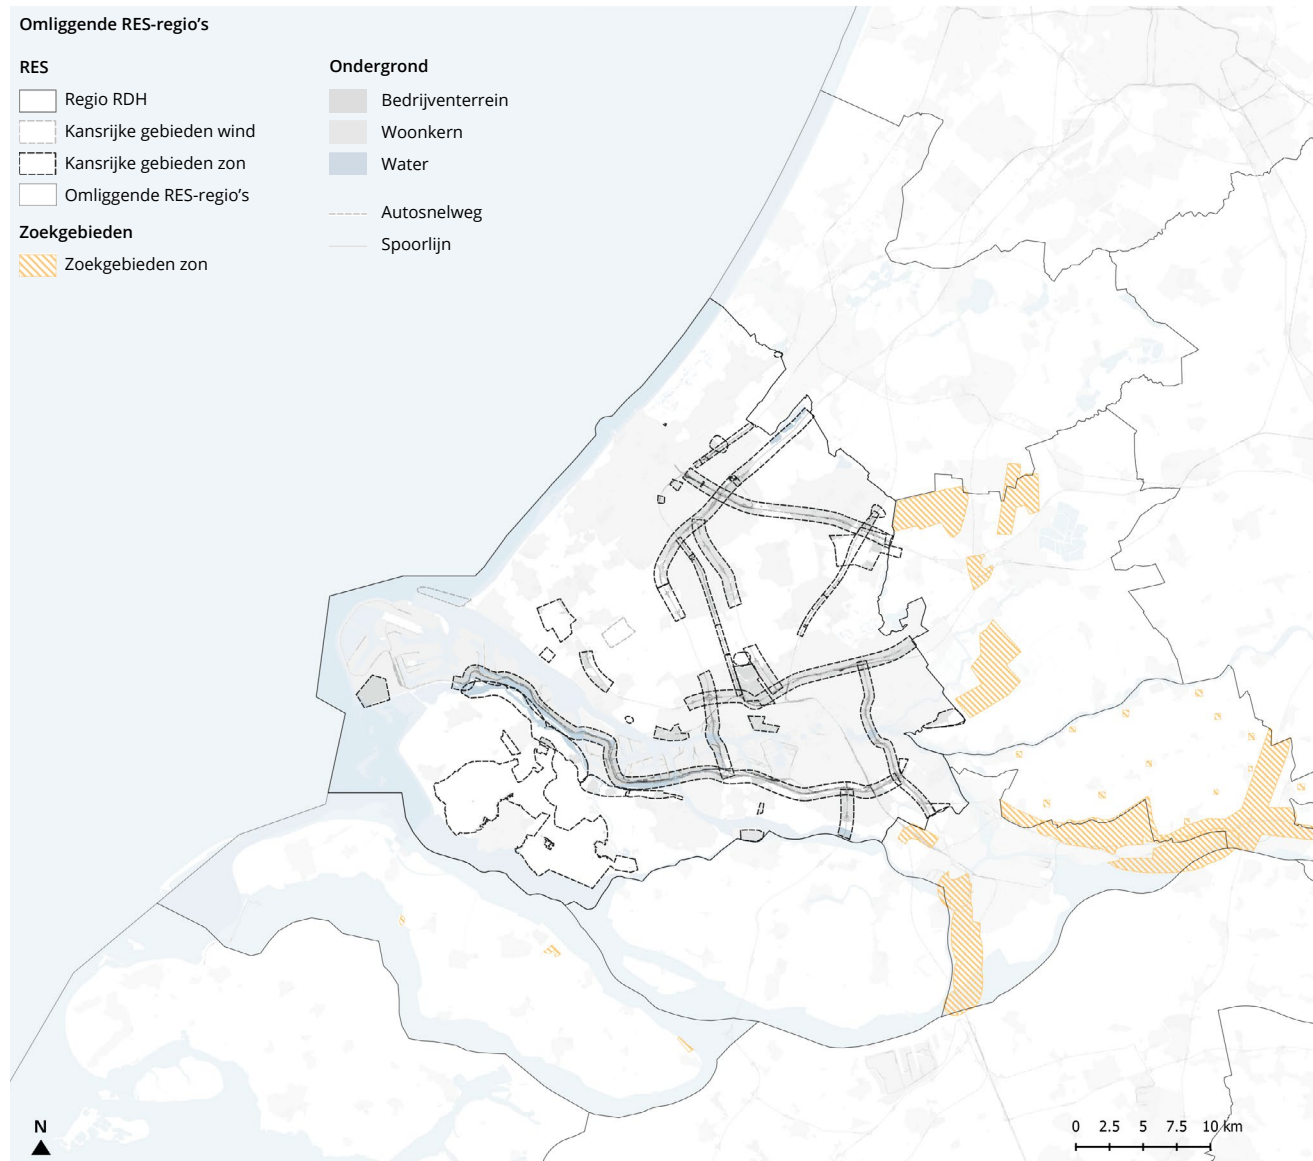 Omliggende RES-regio’s
RES
Regio RDH
Kansrijke gebieden wind
Kansrijke gebieden zon
Omliggende RES-regio’s
Zoekgebieden
Zoekgebieden zon
Ondergrond
Bedrijventerrein
Woonkern
Water
Autosnelweg
Spoorlijn
N
0 2.5 5 7.5 10 km